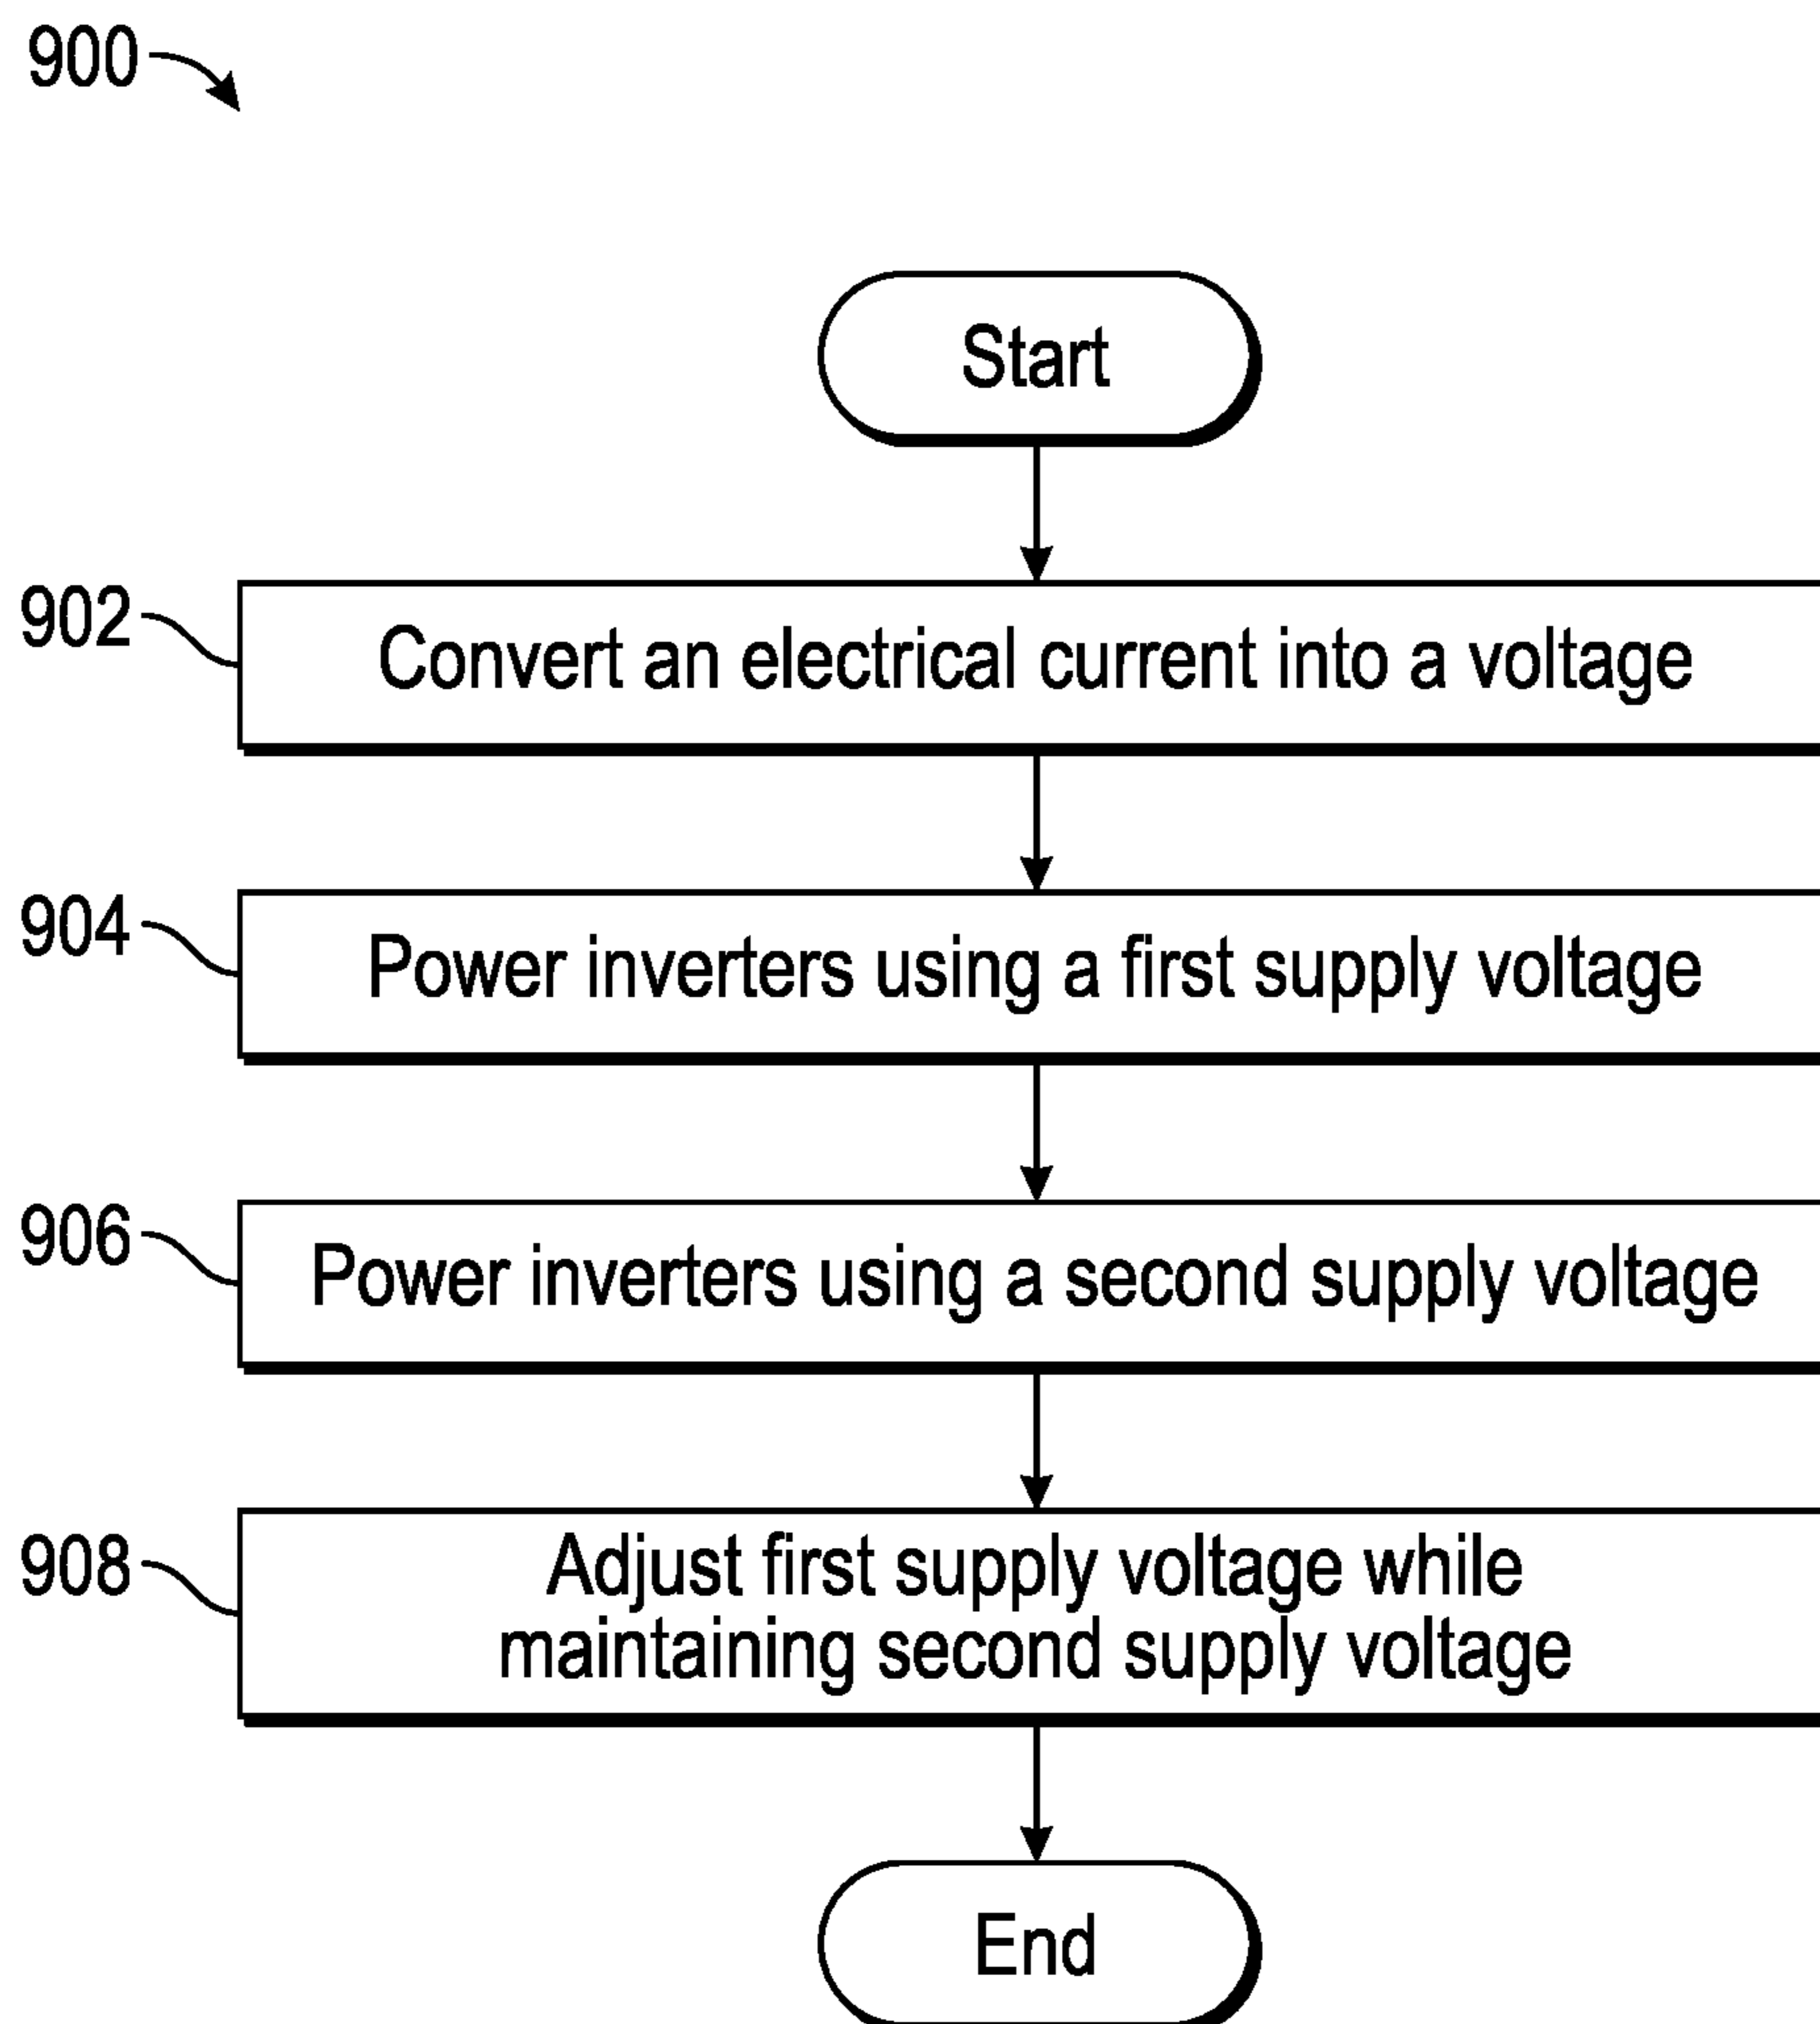 900
Start
902
Convert an electrical current into a voltage
904
Power inverters using a first supply voltage
906
Power inverters using a second supply voltage
908
Adjust first supply voltage while
maintaining second supply voltage
End